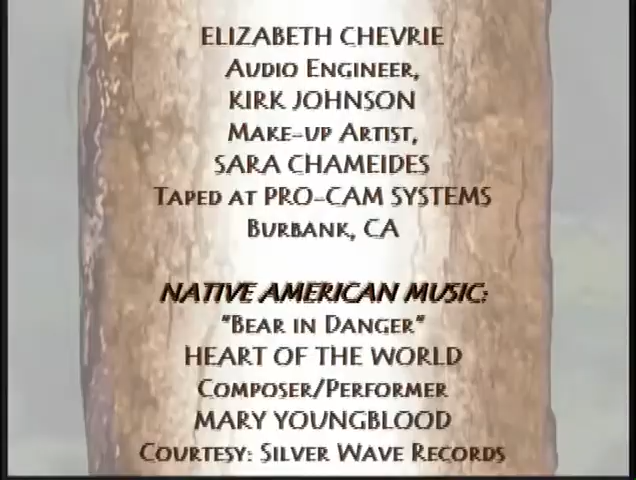 ELIZABETH CHEVRIE
AUDIO ENGINEER,
KIRK JOHNSON
MAKE-UP ARTIST,
SARA CHAMEIDES
TAPED AT PRO-CAM SYSTEMS
BURBANK, CA
NATIVE AMERICAN MUSIC:
"BEAR IN DANGER"
HEART OF THE WORLD
COMPOSER/PERFORMER
MARY YOUNGBLOOD
COURTESY: SILVER WAVE RECORDS